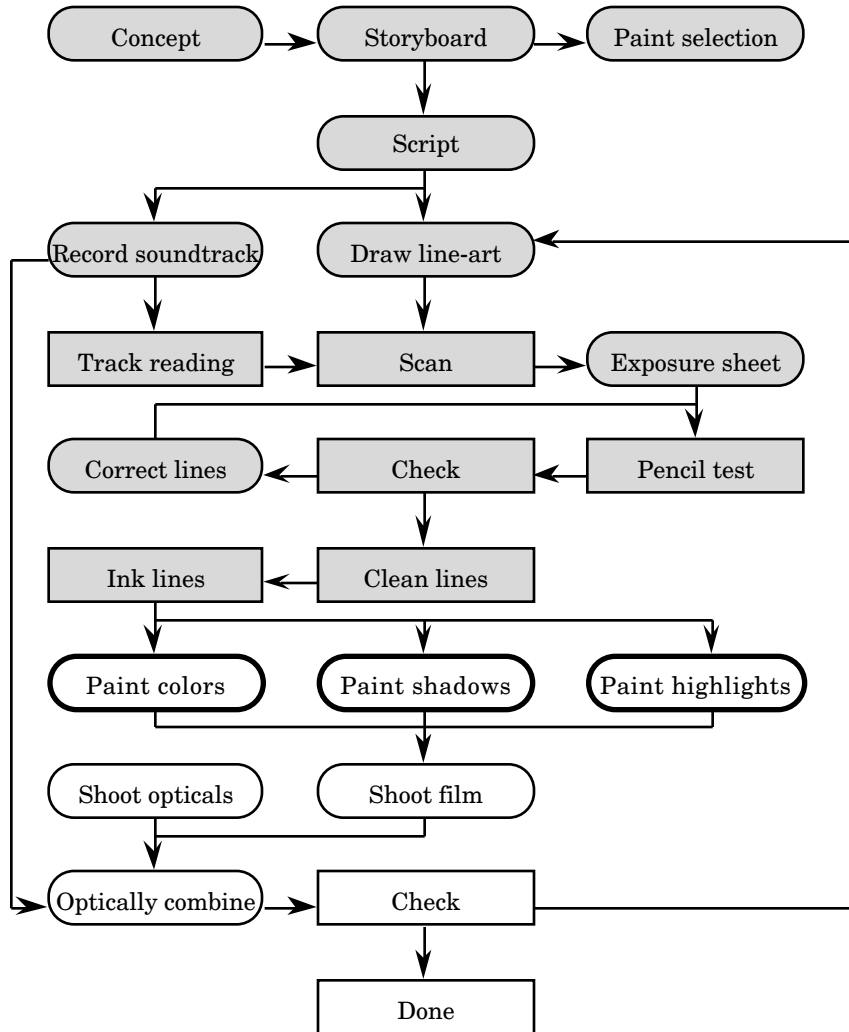 Concept
Storyboard
Paint selection
Script
Record soundtrack
Draw line-art
Track reading
Scan
Exposure sheet
Correct lines
Check
Pencil test
Ink lines
Clean lines
Paint colors
Paint shadows
Paint highlights
Shoot opticals
Shoot film
Optically combine
Check
Done